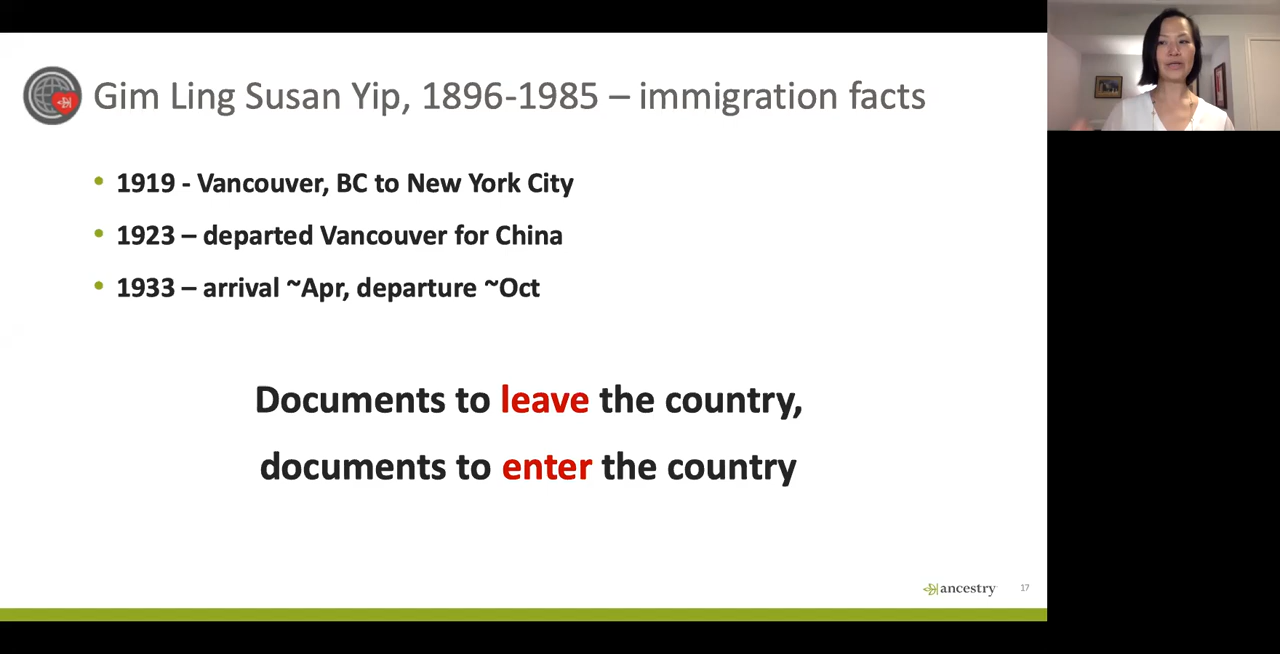 Gim Ling Susan Yip, 1896-1985 – immigration facts
• 1919 - Vancouver, BC to New York City
• 1923 – departed Vancouver for China
• 1933 – arrival ~Apr, departure ~Oct
Documents to leave the country,
documents to enter the country
ancestry
17